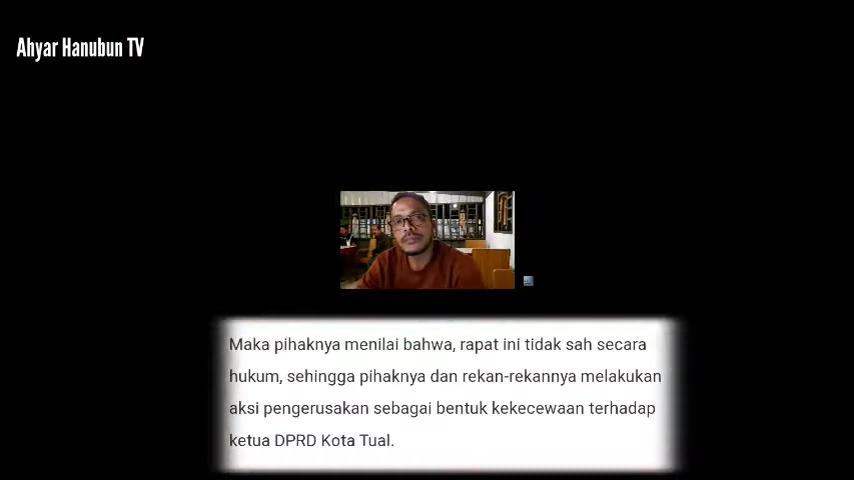 Ahyar Hanubun TV
Maka pihaknya menilai bahwa, rapat ini tidak sah secara
hukum, sehingga pihaknya dan rekan-rekannya melakukan
aksi pengerusakan sebagai bentuk kekecewaan terhadap
ketua DPRD Kota Tual.